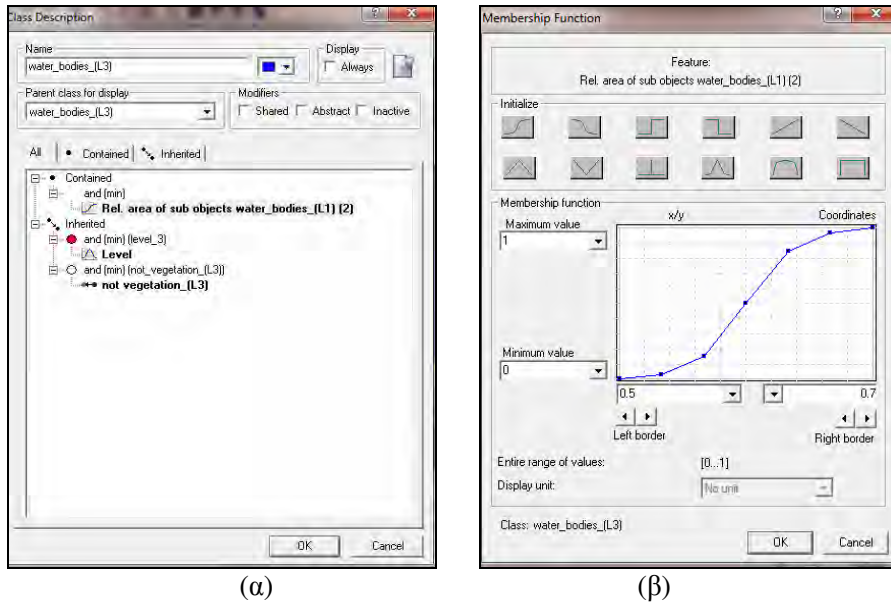 Class Description
Name
water_bodies_(L3)
Display
Always
Parent class for display
water_bodies_(L3)
Modifiers
Shared Abstract Inactive
All Contained Inherited
Contained
and (min)
Rel. area of sub objects water_bodies_(L1) (2)
Inherited
and (min) (level_3)
Level
and (min) (not_vegetation_(L3))
not vegetation_(L3)
OK Cancel
(α)
Membership Function
Feature:
Rel. area of sub objects water_bodies_(L1) (2)
Initialize
Membership function
Maximum value x/y Coordinates
1
Minimum value
0
0.5 0.7
Left border Right border
Entire range of values: [0...1]
Display unit: No unit
Class: water_bodies_(L3)
OK Cancel
(β)